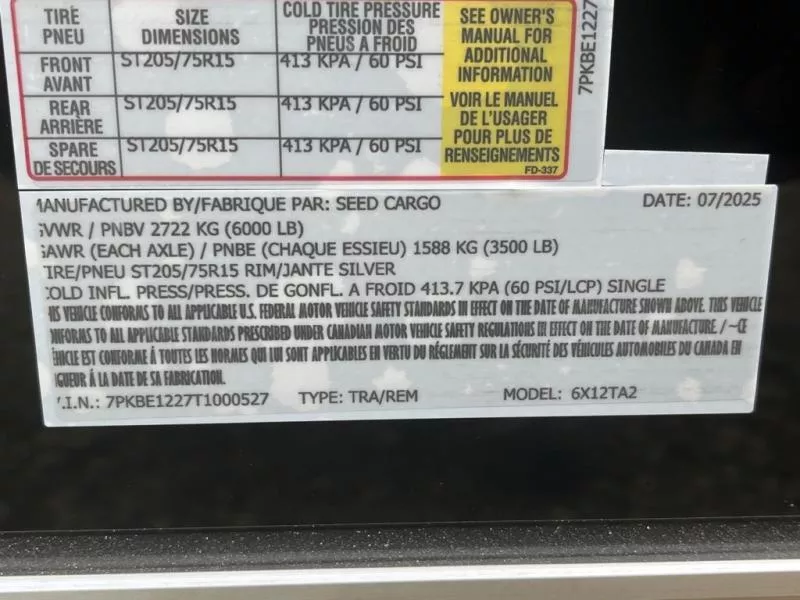 TIRE PNEU
SIZE DIMENSIONS
COLD TIRE PRESSURE PRESSION DES PNEUS A FROID
FRONT AVANT
ST205/75R15
413 KPA / 60 PSI
REAR ARRIÈRE
ST205/75R15
413 KPA / 60 PSI
SPARE DE SECOURS
ST205/75R15
413 KPA / 60 PSI
SEE OWNER'S
MANUAL FOR
ADDITIONAL
INFORMATION
VOIR LE MANUEL
DE L'USAGER
POUR PLUS DE
RENSEIGNEMENTS
FD-337
7PKBE1227
MANUFACTURED BY/FABRIQUE PAR: SEED CARGO DATE: 07/2025
GVWR / PNBV 2722 KG (6000 LB)
GAWR (EACH AXLE) / PNBE (CHAQUE ESSIEU) 1588 KG (3500 LB)
TIRE/PNEU ST205/75R15 RIM/JANTE SILVER
COLD INFL. PRESS/PRESS. DE GONFL. A FROID 413.7 KPA (60 PSI/LCP) SINGLE
HIS VEHICLE CONFORMS TO ALL APPLICABLE U.S. FEDERAL MOTOR VEHICLE SAFETY STANDARDS IN EFFECT ON THE DATE OF MANUFACTURE SHOWN ABOVE. THIS VEHICLE
ONFORMS TO ALL APPLICABLE STANDARDS PRESCRIBED UNDER CANADIAN MOTOR VEHICLE SAFETY REGULATIONS IN EFFECT ON THE DATE OF MANUFACTURE. / –CE
ÉHICLE EST CONFORME À TOUTES LES NORMES QUI LUI SONT APPLICABLES EN VERTU DU RÉGLEMENT SUR LA SÉCURITÉ DES VÉHICULES AUTOMOBILES DU CANADA EN
IGUEUR À LA DATE DE SA FABRICATION.
V.I.N.: 7PKBE1227T1000527 TYPE: TRA/REM MODEL: 6X12TA2